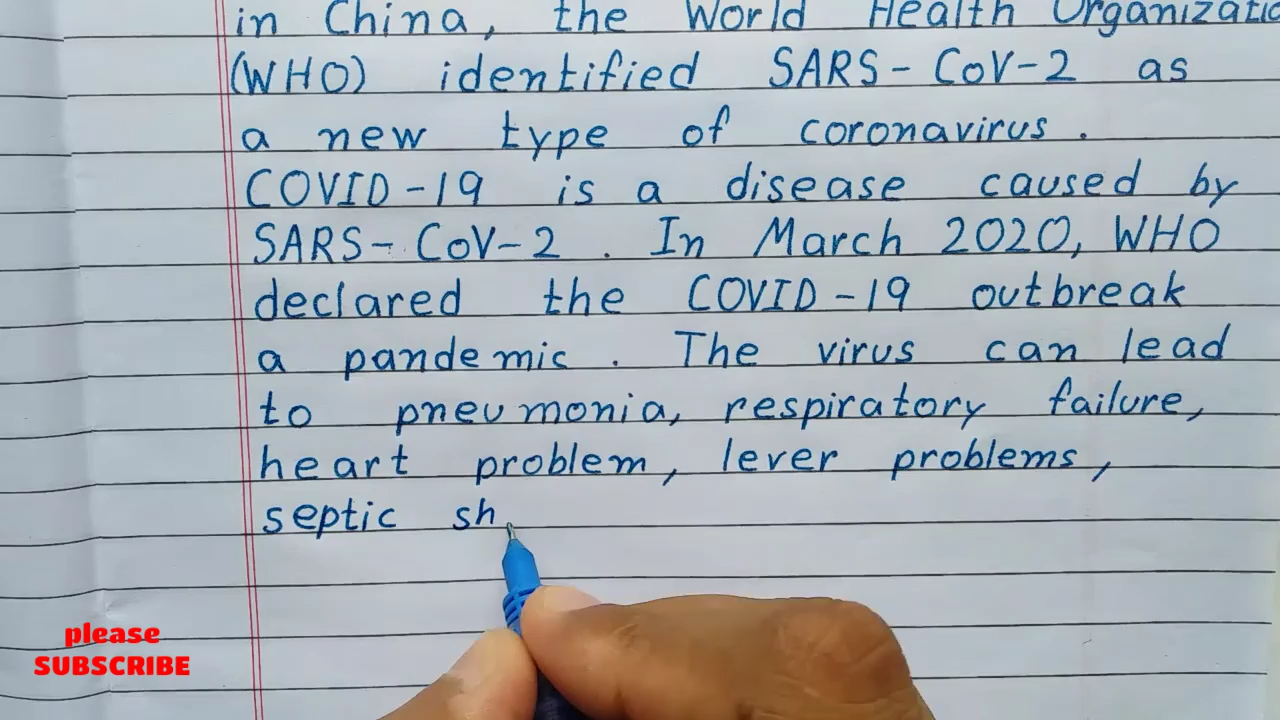 in China, the World Health Organizatio
(WHO) identified SARS-CoV-2 as
a new type of coronavirus.
COVID-19 is a disease caused by
SARS-CoV-2. In March 2020, WHO
declared the COVID-19 outbreak
a pandemic. The virus can lead
to pneumonia, respiratory failure,
heart problem, lever problems,
septic sh
please
SUBSCRIBE